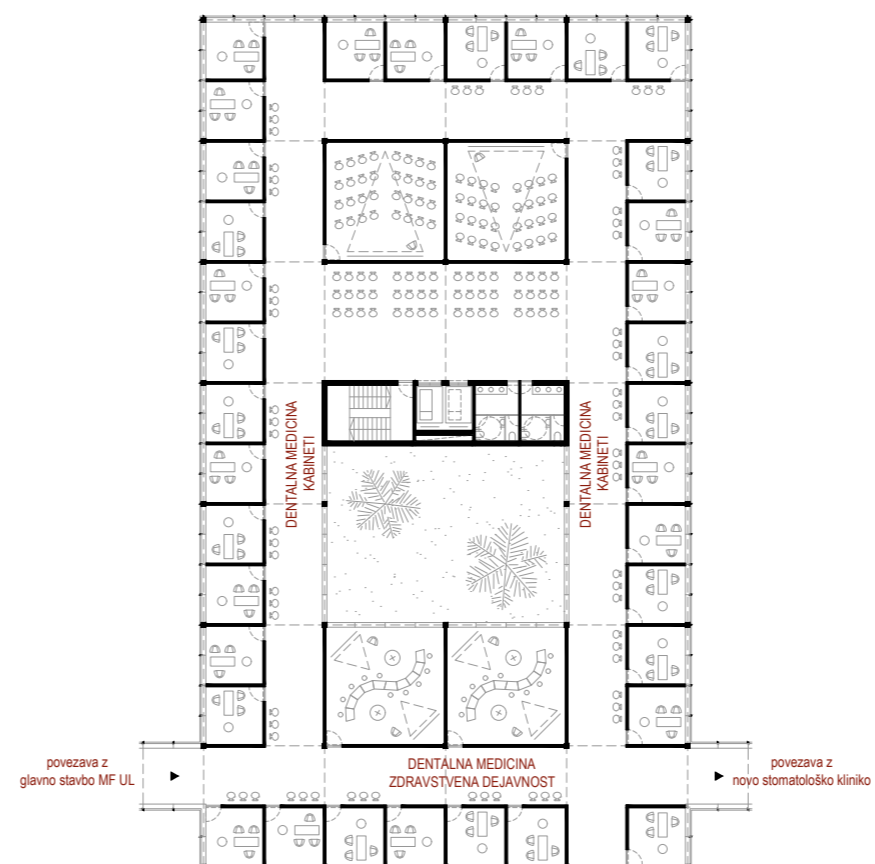 DENTALNA MEDICINA
KABINETI
DENTALNA MEDICINA
KABINETI
povezava z
glavno stavbo MF UL
DENTALNA MEDICINA
ZDRAVSTVENA DEJAVNOST
povezava z
novo stomatološko kliniko